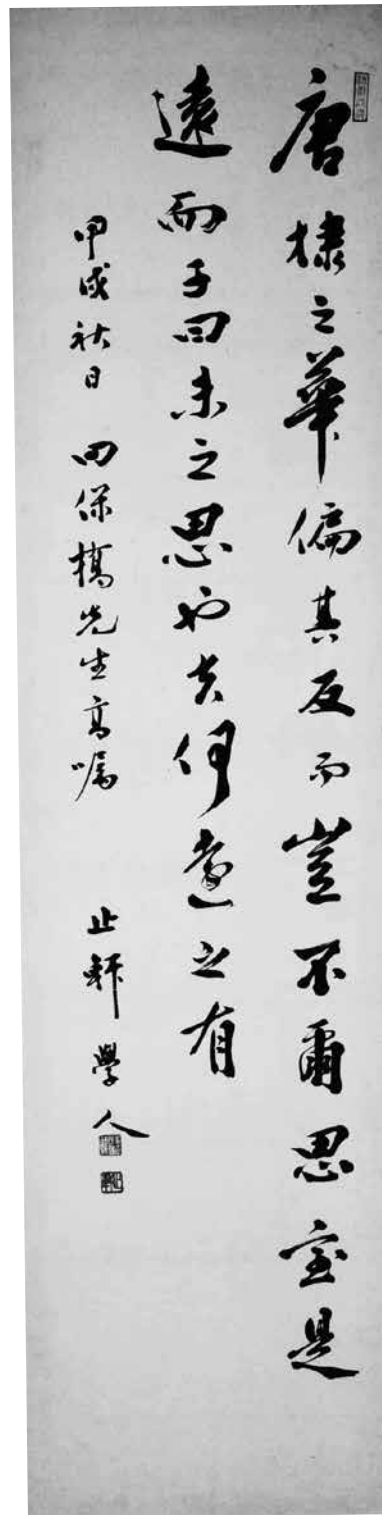 唐棣之華偏其反而豈不爾思室是
遠而子曰未之思也夫何遠之有
甲戌秋日 田保橋先生高嘱 止軒學人